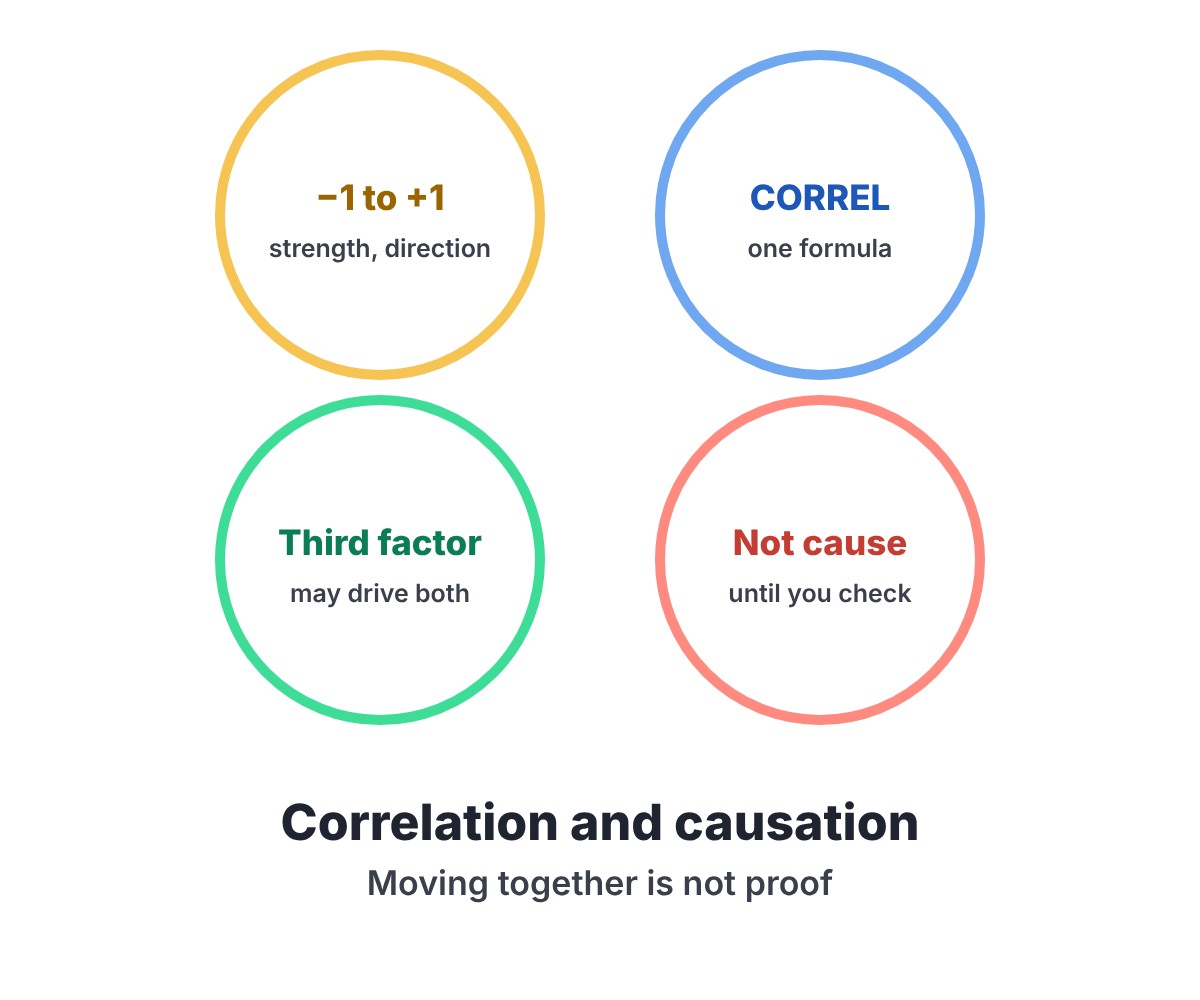 −1 to +1
strength, direction
CORREL
one formula
Third factor
may drive both
Not cause
until you check
Correlation and causation
Moving together is not proof